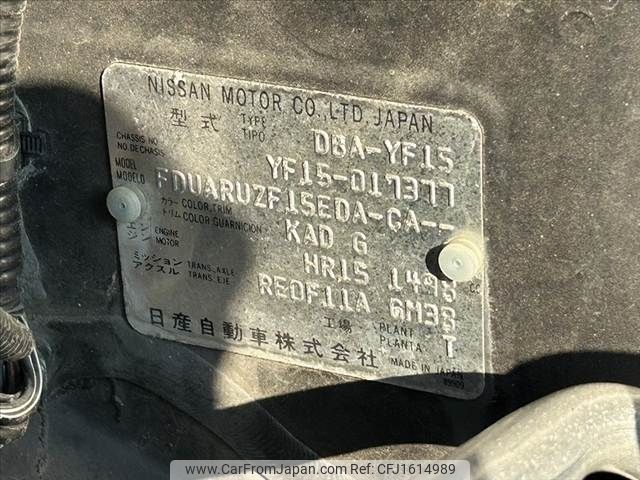 NISSAN MOTOR CO., LTD. JAPAN
型式 TYPE TIPO DBA-YF15
CHASSIS NO. NO. DE CHASIS YF15-017377
MODEL MODELO FDUARUZF15EDA-CA--
カラー COLOR, TRIM トリム COLOR GUARNICION KAD G
エンジン ENGINE MOTOR HR15 1498 CC
ミッション アクスル TRANS. AXLE TRANS. EJE RE0F11A GM38
工場 PLANT PLANTA T
日産自動車株式会社 MADE IN JAPAN
www.CarFromJapan.com - CFJ1614989